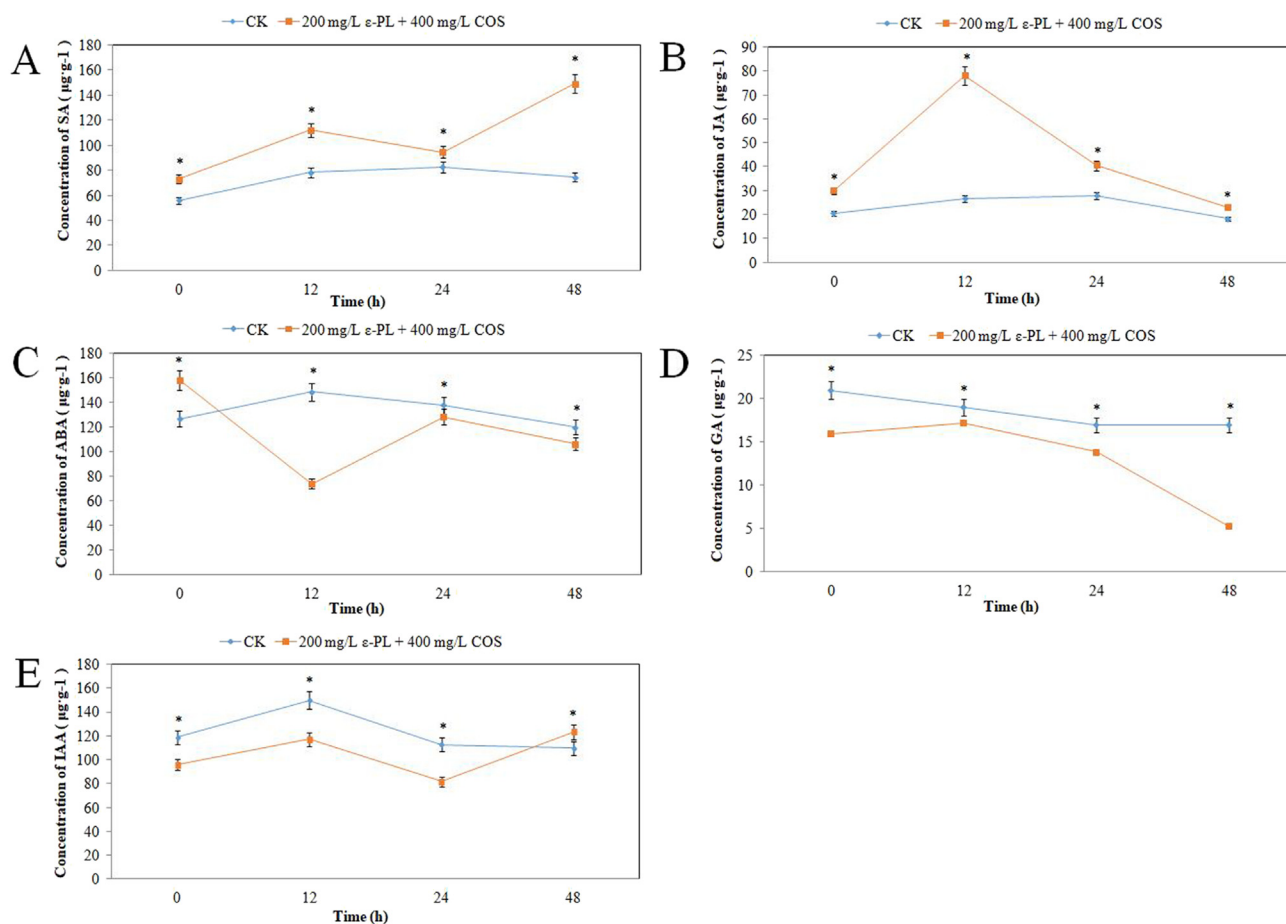 A
CK 200 mg/L ε-PL + 400 mg/L COS
Concentration of SA ( μg·g-1 )
180
160
140
120
100
80
60
40
20
0
* * * *
0 12 24 48
Time (h)
B
CK 200 mg/L ε-PL + 400 mg/L COS
Concentration of JA ( μg·g-1 )
90
80
70
60
50
40
30
20
10
0
* * * *
0 12 24 48
Time (h)
C
CK 200 mg/L ε-PL + 400 mg/L COS
Concentration of ABA ( μg·g-1 )
180
160
140
120
100
80
60
40
20
0
* * * *
0 12 24 48
Time (h)
D
CK 200 mg/L ε-PL + 400 mg/L COS
Concentration of GA ( μg·g-1 )
25
20
15
10
5
0
* * * *
0 12 24 48
Time (h)
E
CK 200 mg/L ε-PL + 400 mg/L COS
Concentration of IAA ( μg·g-1 )
180
160
140
120
100
80
60
40
20
0
* * * *
0 12 24 48
Time (h)